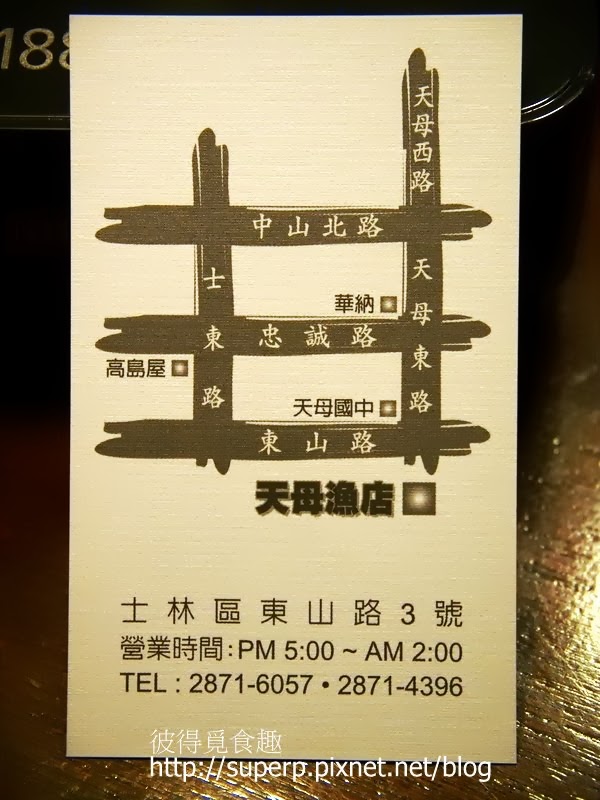 188
天母西路
中山北路
士東路
天母東路
華納
忠誠路
高島屋
天母國中
東山路
天母漁店
士林區東山路3號
營業時間:PM 5:00 ~ AM 2:00
TEL : 2871-6057 • 2871-4396
彼得覓食趣
http://superp.pixnet.net/blog